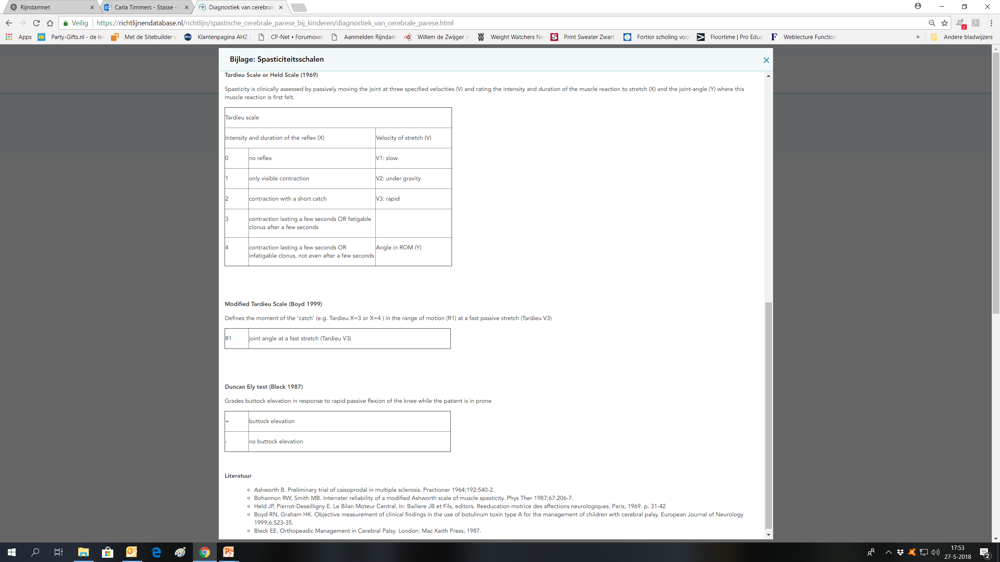 Rijndamnet
Carla Timmers - Stasse -
Diagnostiek van cerebrale
Veilig https://richtlijnendatabase.nl/richtlijn/spastische_cerebrale_parese_bij_kinderen/diagnostiek_van_cerebrale_parese.html
2
Apps Party-Gifts.nl - de leu Met de Sitebuilder v Klantenpagina AHZ CP-Net • Forumover Aanmelden Rijndam Willem de Zwijger > Weight Watchers Ne Print Sweater Zwart Fortior scholing voor Floortime | Pro Educ Weblecture Function » Andere bladwijzers
Bijlage: Spasticiteitsschalen
Tardieu Scale or Held Scale (1969)
Spasticity is clinically assessed by passively moving the joint at three specified velocities (V) and rating the intensity and duration of the muscle reaction to stretch (X) and the joint-angle (Y) where this
muscle reaction is first felt.
Tardieu scale
Intensity and duration of the reflex (X) Velocity of stretch (V)
0 no reflex V1: slow
1 only visible contraction V2: under gravity
2 contraction with a short catch V3: rapid
3 contraction lasting a few seconds OR fatigable
clonus after a few seconds
4 contraction lasting a few seconds OR Angle in ROM (Y)
infatigable clonus, not even after a few seconds
Modified Tardieu Scale (Boyd 1999)
Defines the moment of the ‘catch’ (e.g. Tardieu X=3 or X=4 ) in the range of motion (R1) at a fast passive stretch (Tardieu V3)
R1 joint angle at a fast stretch (Tardieu V3)
Duncan Ely test (Bleck 1987)
Grades buttock elevation in response to rapid passive flexion of the knee while the patient is in prone
+ buttock elevation
- no buttock elevation
Literatuur
Ashworth B. Preliminary trial of caisoprodal in multiple sclerosis. Practioner 1964;192:540-2.
Bohannon RW, Smith MB. Interrater reliability of a modified Ashworth scale of muscle spasticity. Phys Ther 1987;67:206-7.
Held JP, Pierrot-Deseilligny E. Le Bilan Moteur Central. In: Bailiere JB et Fils, editors. Reeducation motrice des affections neurologiques. Paris; 1969. p. 31-42
Boyd RN, Graham HK. Objective measurement of clinical findings in the use of botulinum toxin type A for the management of children with cerebral palsy. European Journal of Neurology
1999;6:S23-35.
Bleck EE. Orthopeadic Management in Cerebral Palsy. London: Mac Keith Press; 1987.
17:53
27-5-2018
2